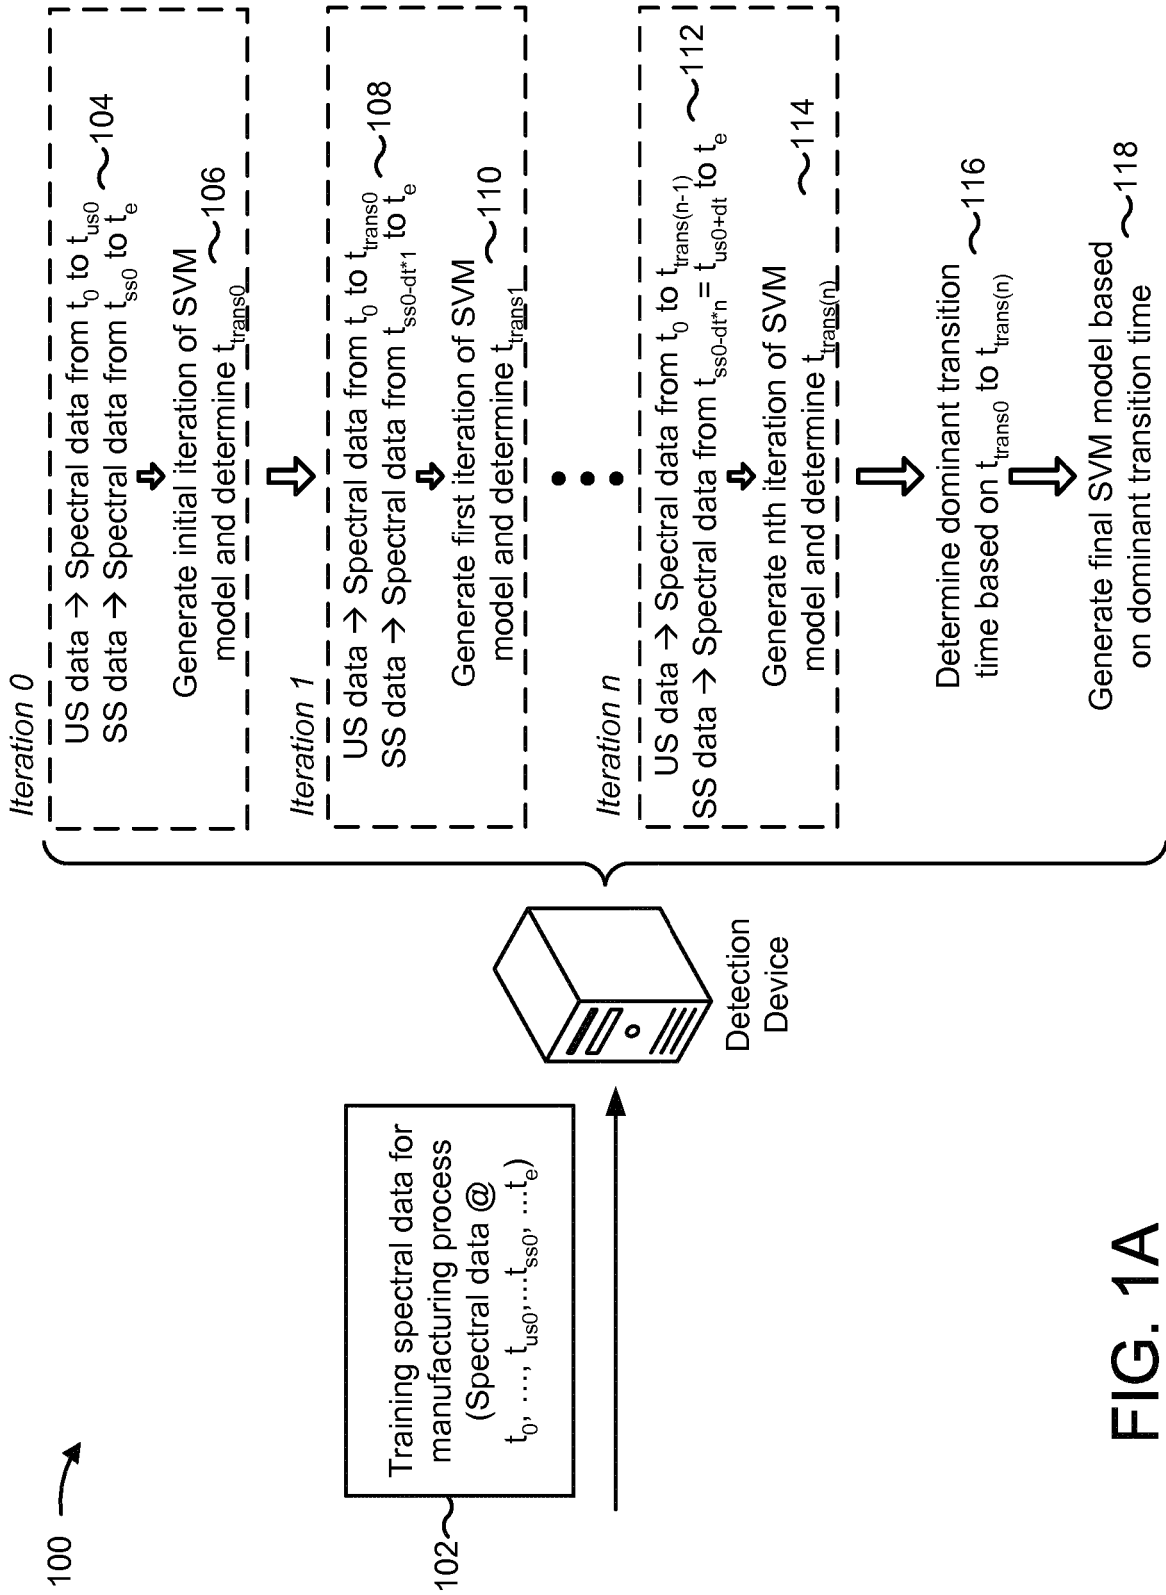 100
102
Training spectral data for
manufacturing process
(Spectral data @
t0, …, tus0,…tss0, …te)
Detection
Device
Iteration 0
US data → Spectral data from t0 to tus0
SS data → Spectral data from tss0 to te
104
Generate initial iteration of SVM
model and determine ttrans0
106
Iteration 1
US data → Spectral data from t0 to ttrans0
SS data → Spectral data from tss0-dt*1 to te
108
Generate first iteration of SVM
model and determine ttrans1
110
Iteration n
US data → Spectral data from t0 to ttrans(n-1)
SS data → Spectral data from tss0-dt*n = tus0+dt to te
112
Generate nth iteration of SVM
model and determine ttrans(n)
114
Determine dominant transition
time based on ttrans0 to ttrans(n)
116
Generate final SVM model based
on dominant transition time
118
FIG. 1A